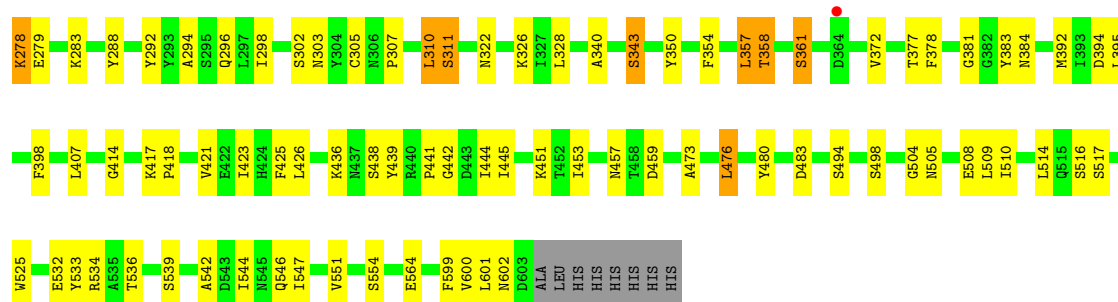 K278 E279 K283 Y288 Y292 Y293 A294 S295 Q296 L297 I298 S302 N303 Y304 C305 N306 P307 L310 S311 N322 K326 I327 L328 A340 S343 Y350 F354 L357 T358 S361 D364 V372 T377 F378 G381 G382 Y383 N384 M392 I393 D394 L395
F398 L407 G414 K417 P418 V421 E422 I423 H424 F425 L426 K436 N437 S438 Y439 R440 P441 G442 D443 I444 I445 K451 T452 I453 N457 T458 D459 A473 L476 Y480 D483 S494 S498 G504 N505 E508 L509 I510 L514 Q515 S516 S517
W525 E532 Y533 R534 A535 T536 S539 A542 D543 I544 N545 Q546 I547 V551 S554 E564 F599 V600 L601 N602 D603 ALA LEU HIS HIS HIS HIS HIS HIS